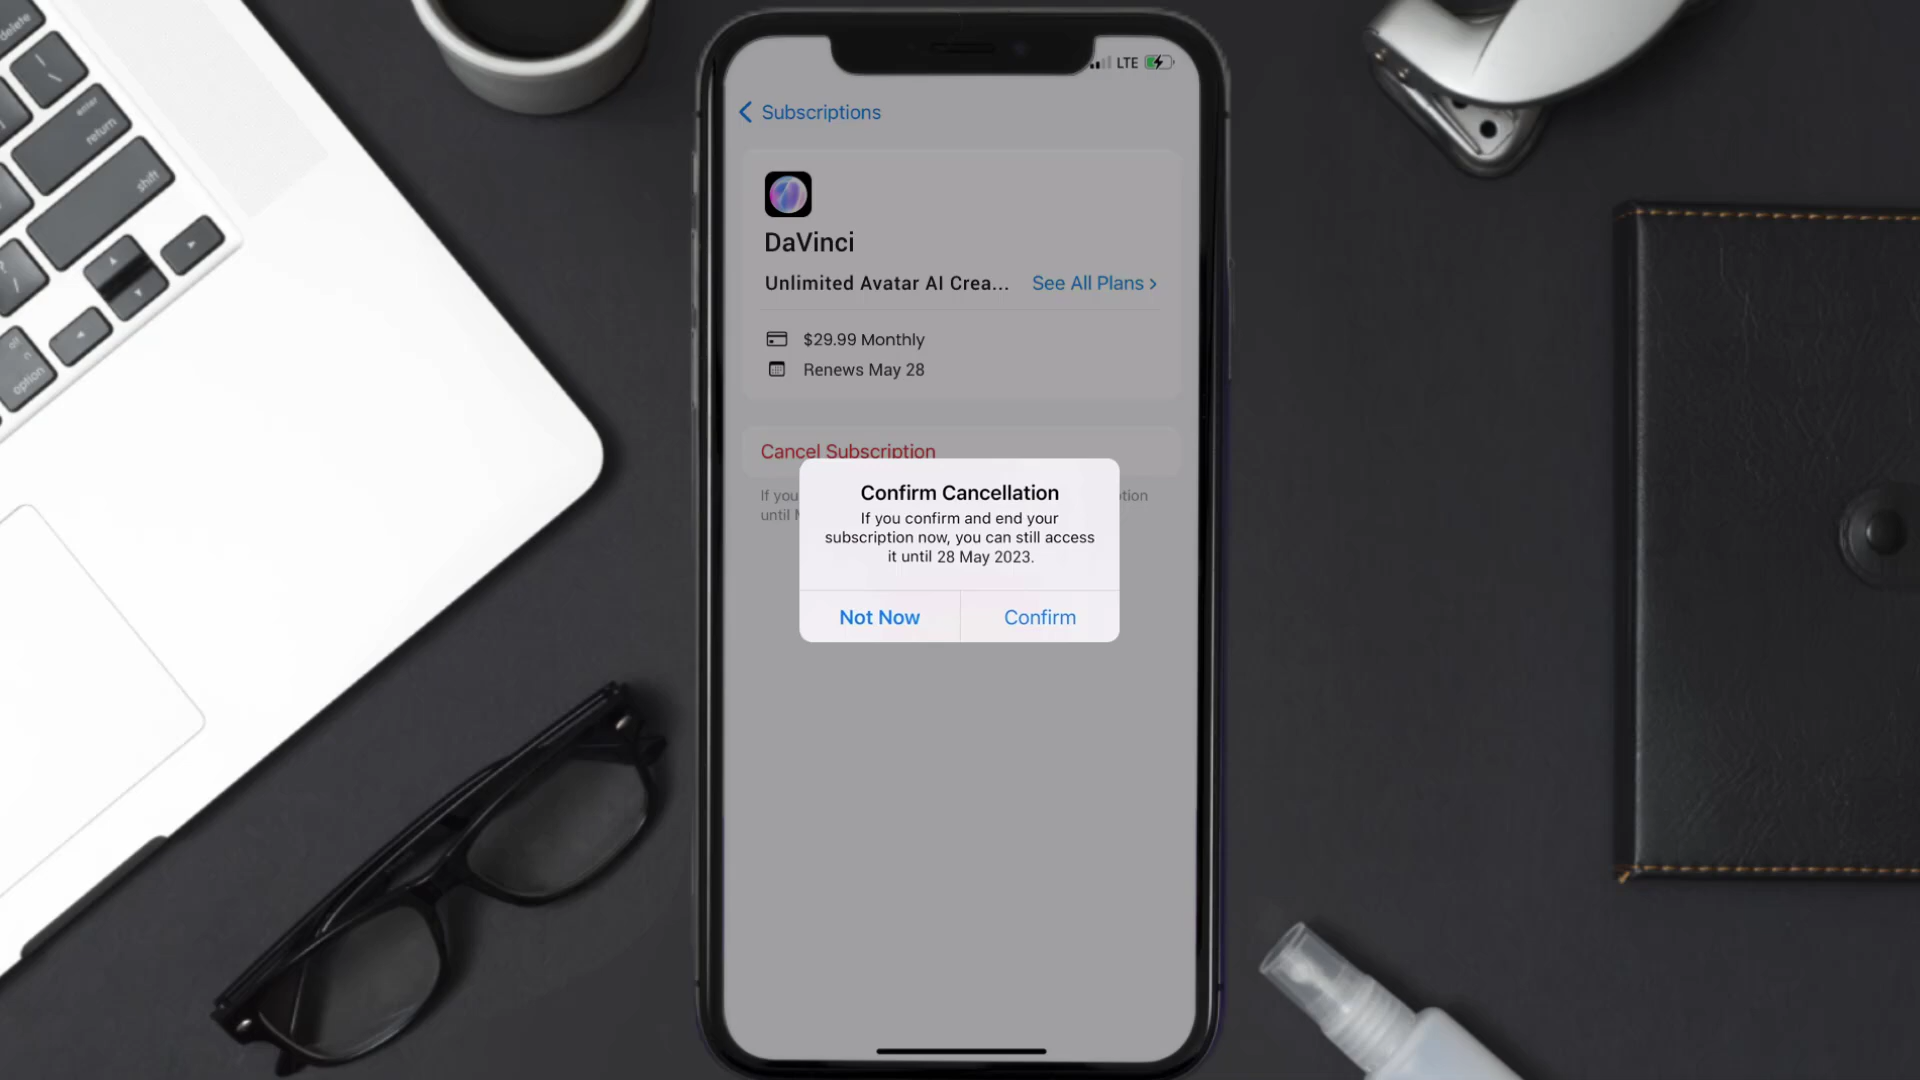 delete
enter
return
shift
?
/
alt
n
option
LTE
Subscriptions
DaVinci
Unlimited Avatar AI Crea...
See All Plans >
$29.99 Monthly
Renews May 28
Cancel Subscription
If you
tion
until
Confirm Cancellation
If you confirm and end your
subscription now, you can still access
it until 28 May 2023.
Not Now
Confirm